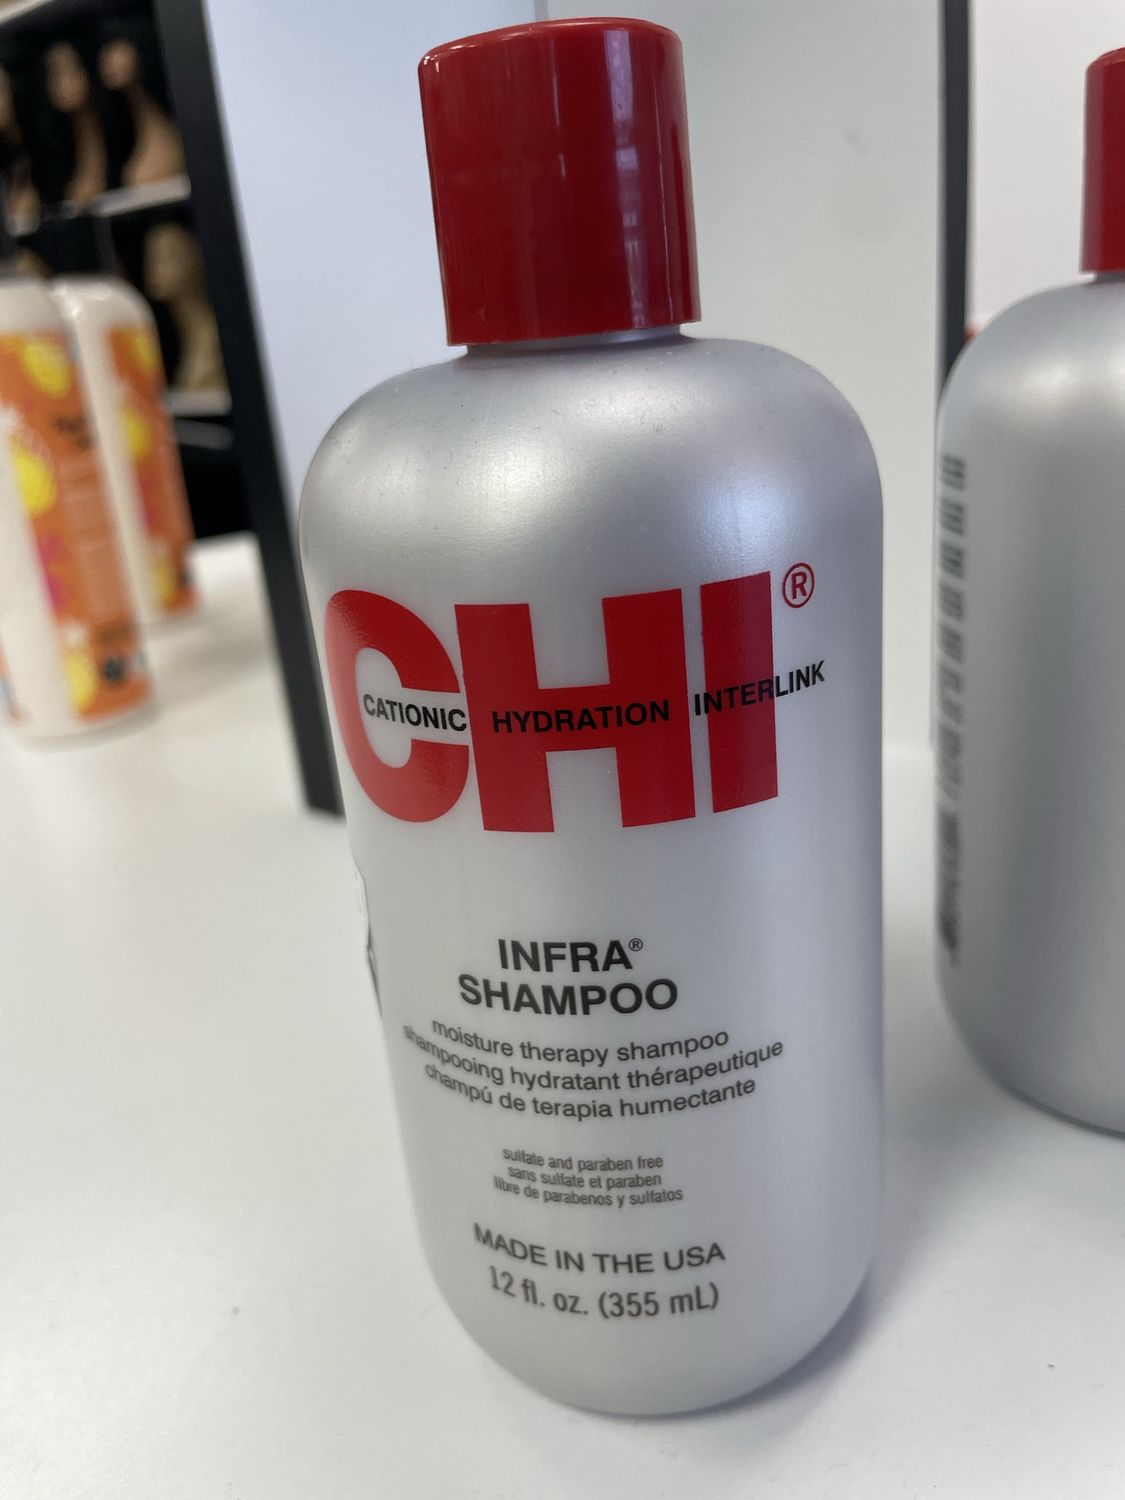 CHI®
CATIONIC HYDRATION INTERLINK
INFRA®
SHAMPOO
moisture therapy shampoo
shampooing hydratant thérapeutique
champú de terapia humectante
sulfate and paraben free
sans sulfate et paraben
libre de parabenos y sulfatos
MADE IN THE USA
12 fl. oz. (355 mL)